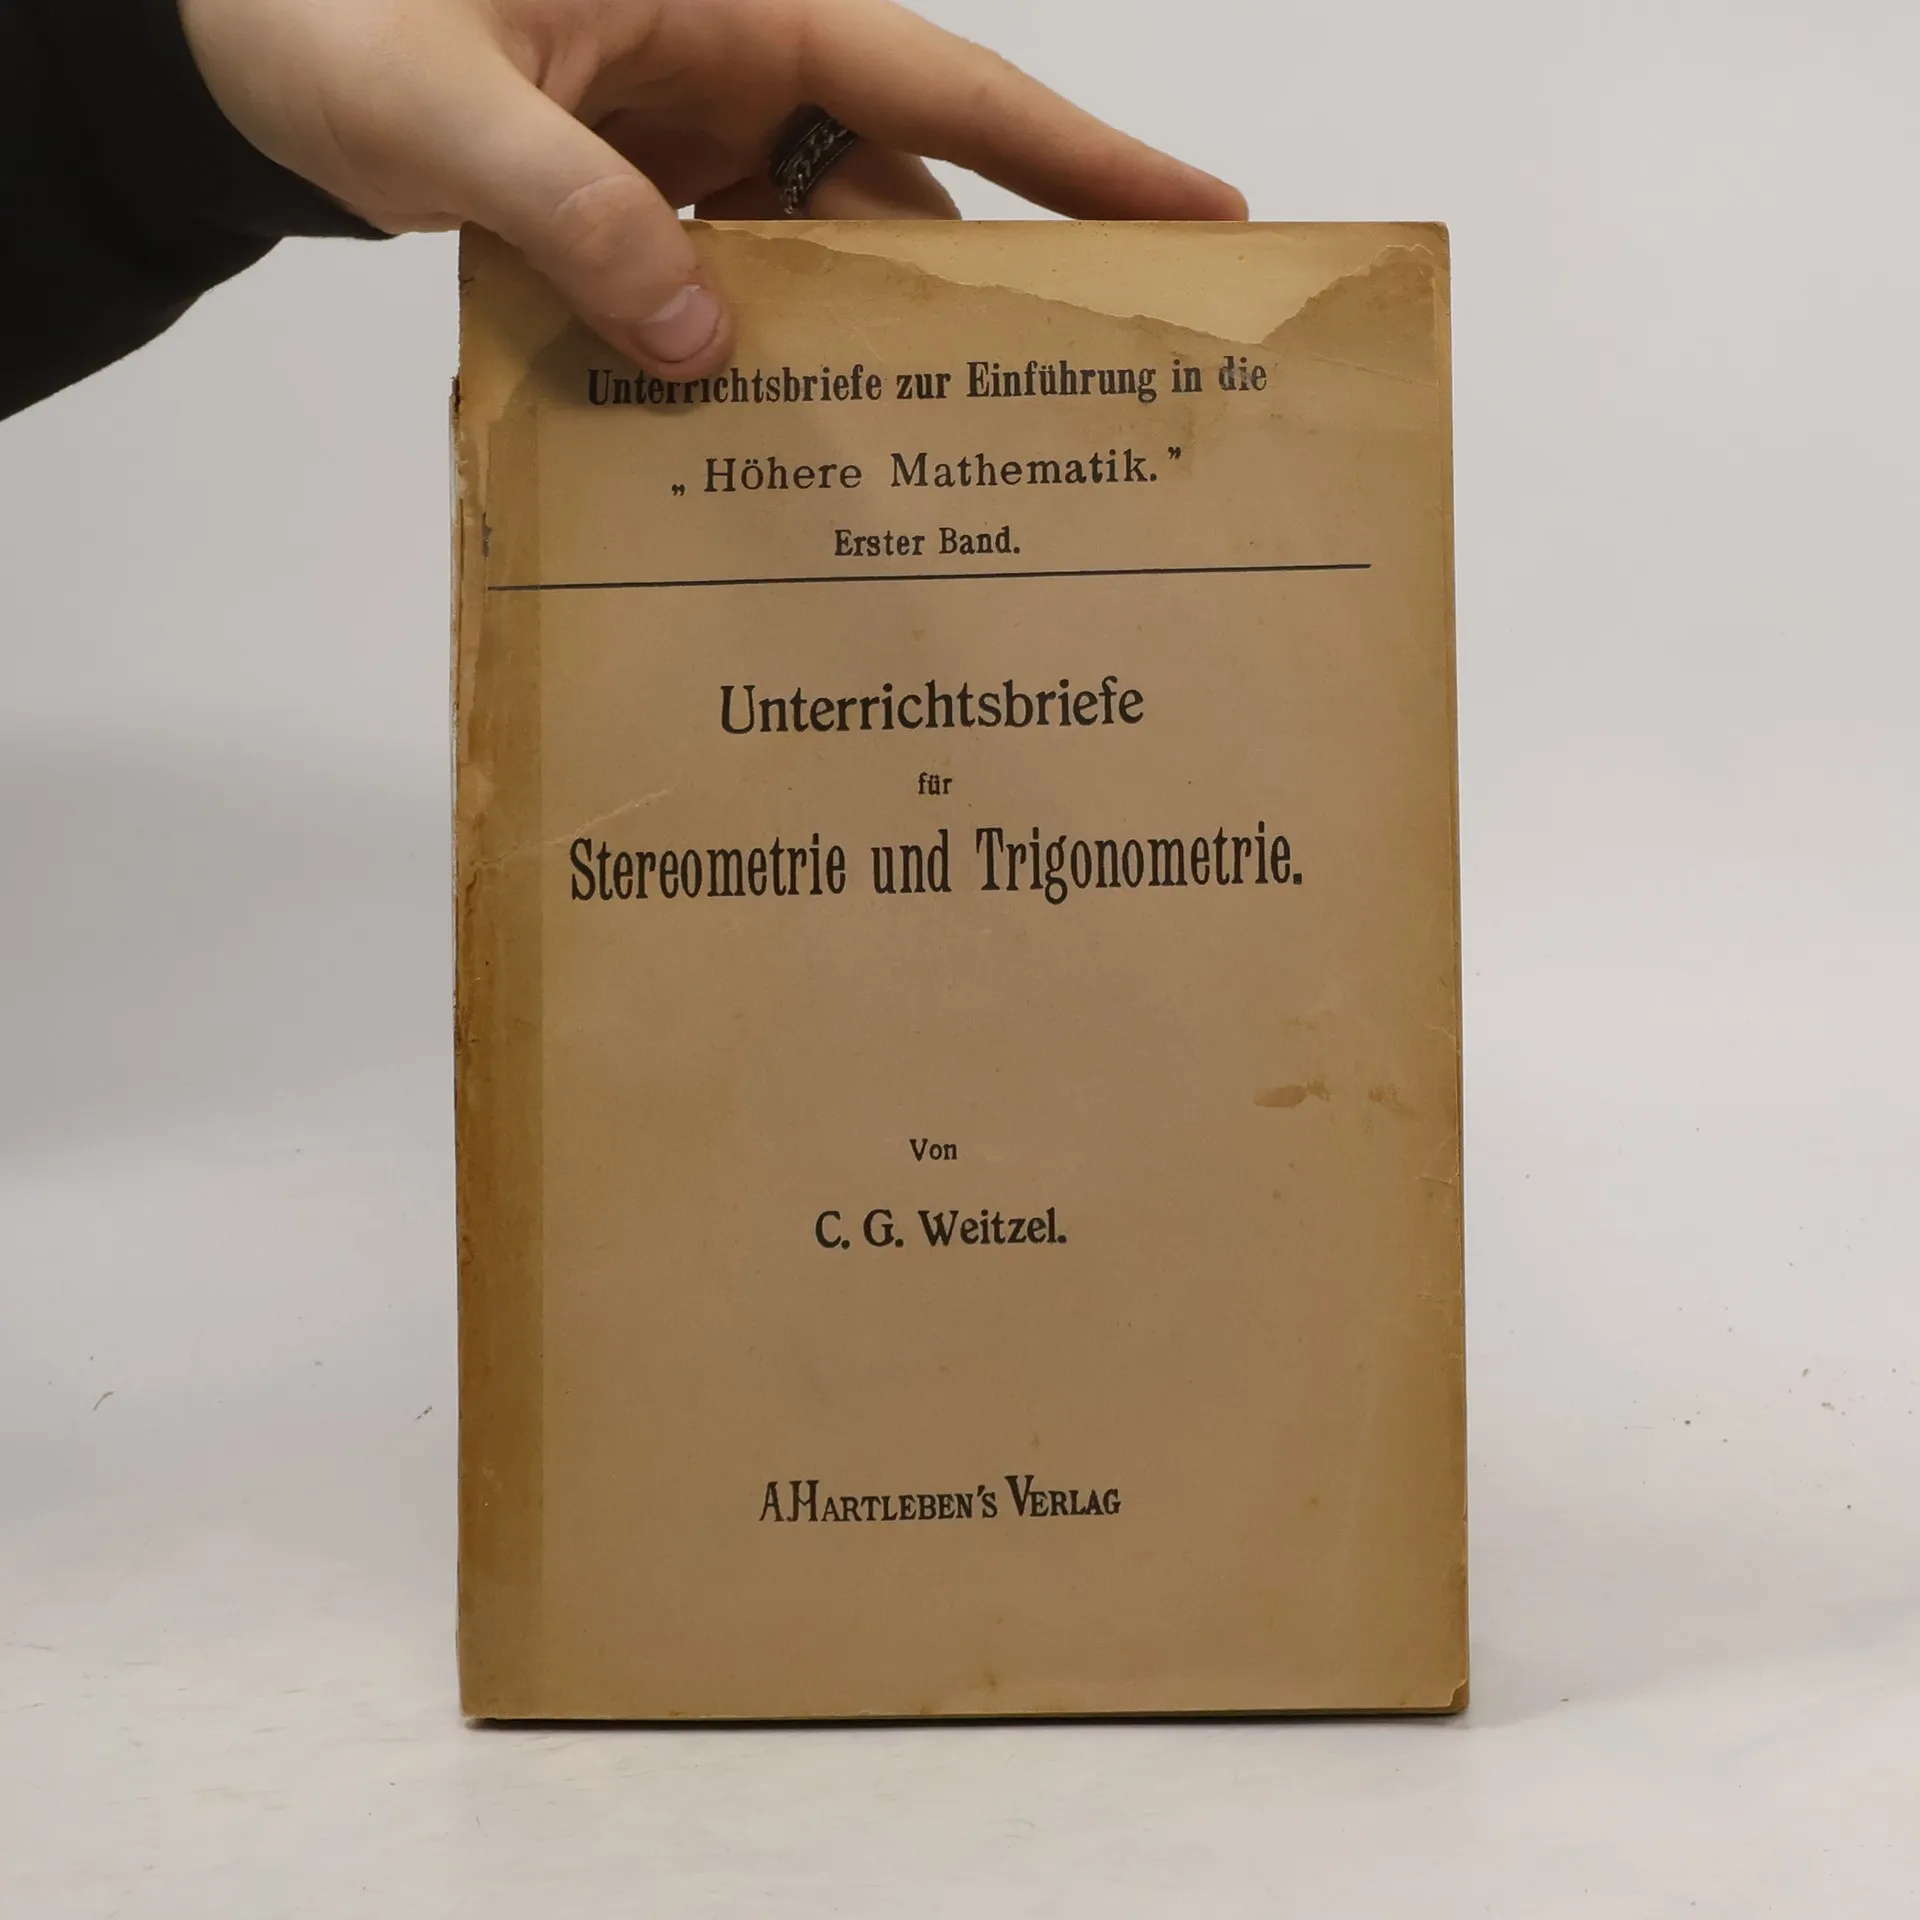 Unterrichtsbriefe zur Einführung in die
„Höhere Mathematik.”
Erster Band.
Unterrichtsbriefe
für
Stereometrie und Trigonometrie.
Von
C. G. Weitzel.
A. HARTLEBEN'S VERLAG